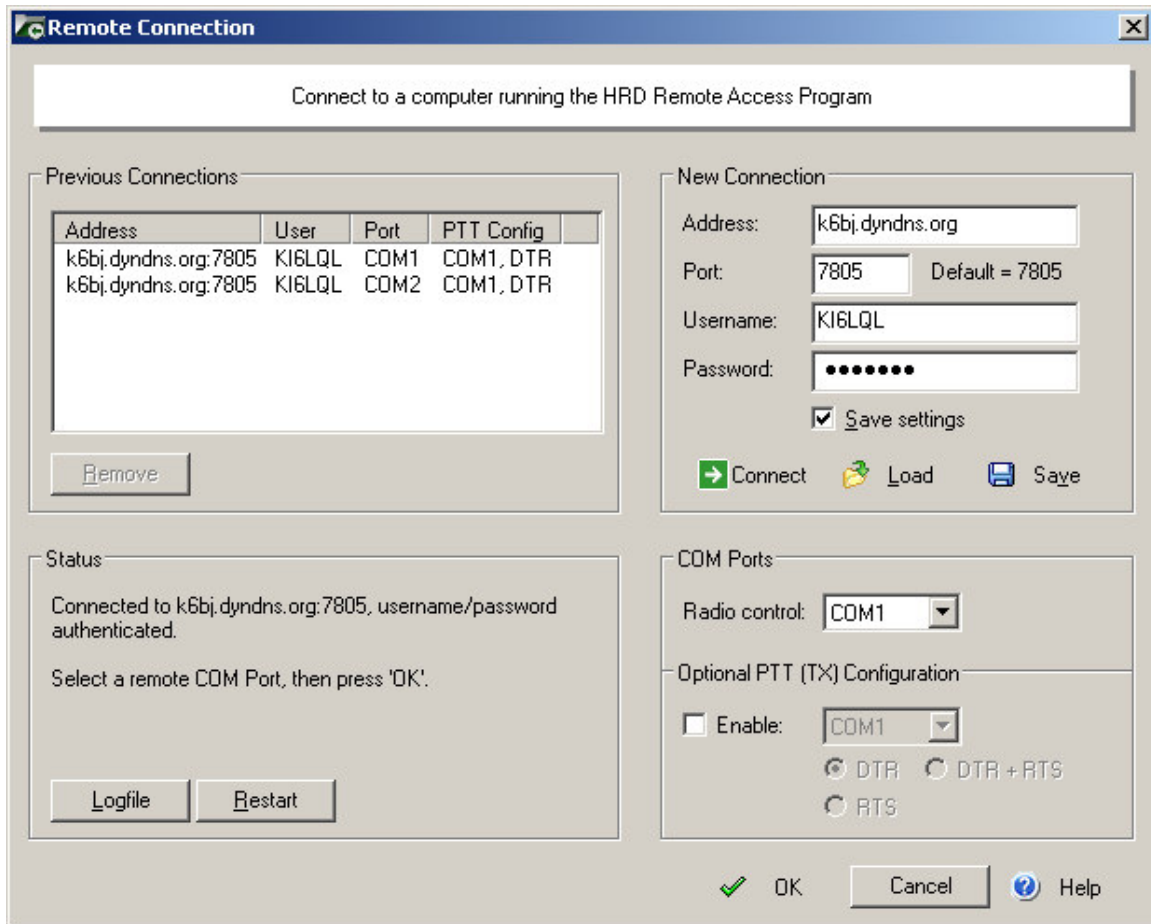 Remote Connection
Connect to a computer running the HRD Remote Access Program
Previous Connections
Address User Port PTT Config
k6bj.dyndns.org:7805 KI6LQL COM1 COM1, DTR
k6bj.dyndns.org:7805 KI6LQL COM2 COM1, DTR
Remove
New Connection
Address: k6bj.dyndns.org
Port: 7805 Default = 7805
Username: KI6LQL
Password: •••••••
Save settings
Connect Load Save
Status
Connected to k6bj.dyndns.org:7805, username/password
authenticated.
Select a remote COM Port, then press 'OK'.
Logfile Restart
COM Ports
Radio control: COM1
Optional PTT (TX) Configuration
Enable: COM1
DTR DTR + RTS
RTS
OK Cancel Help